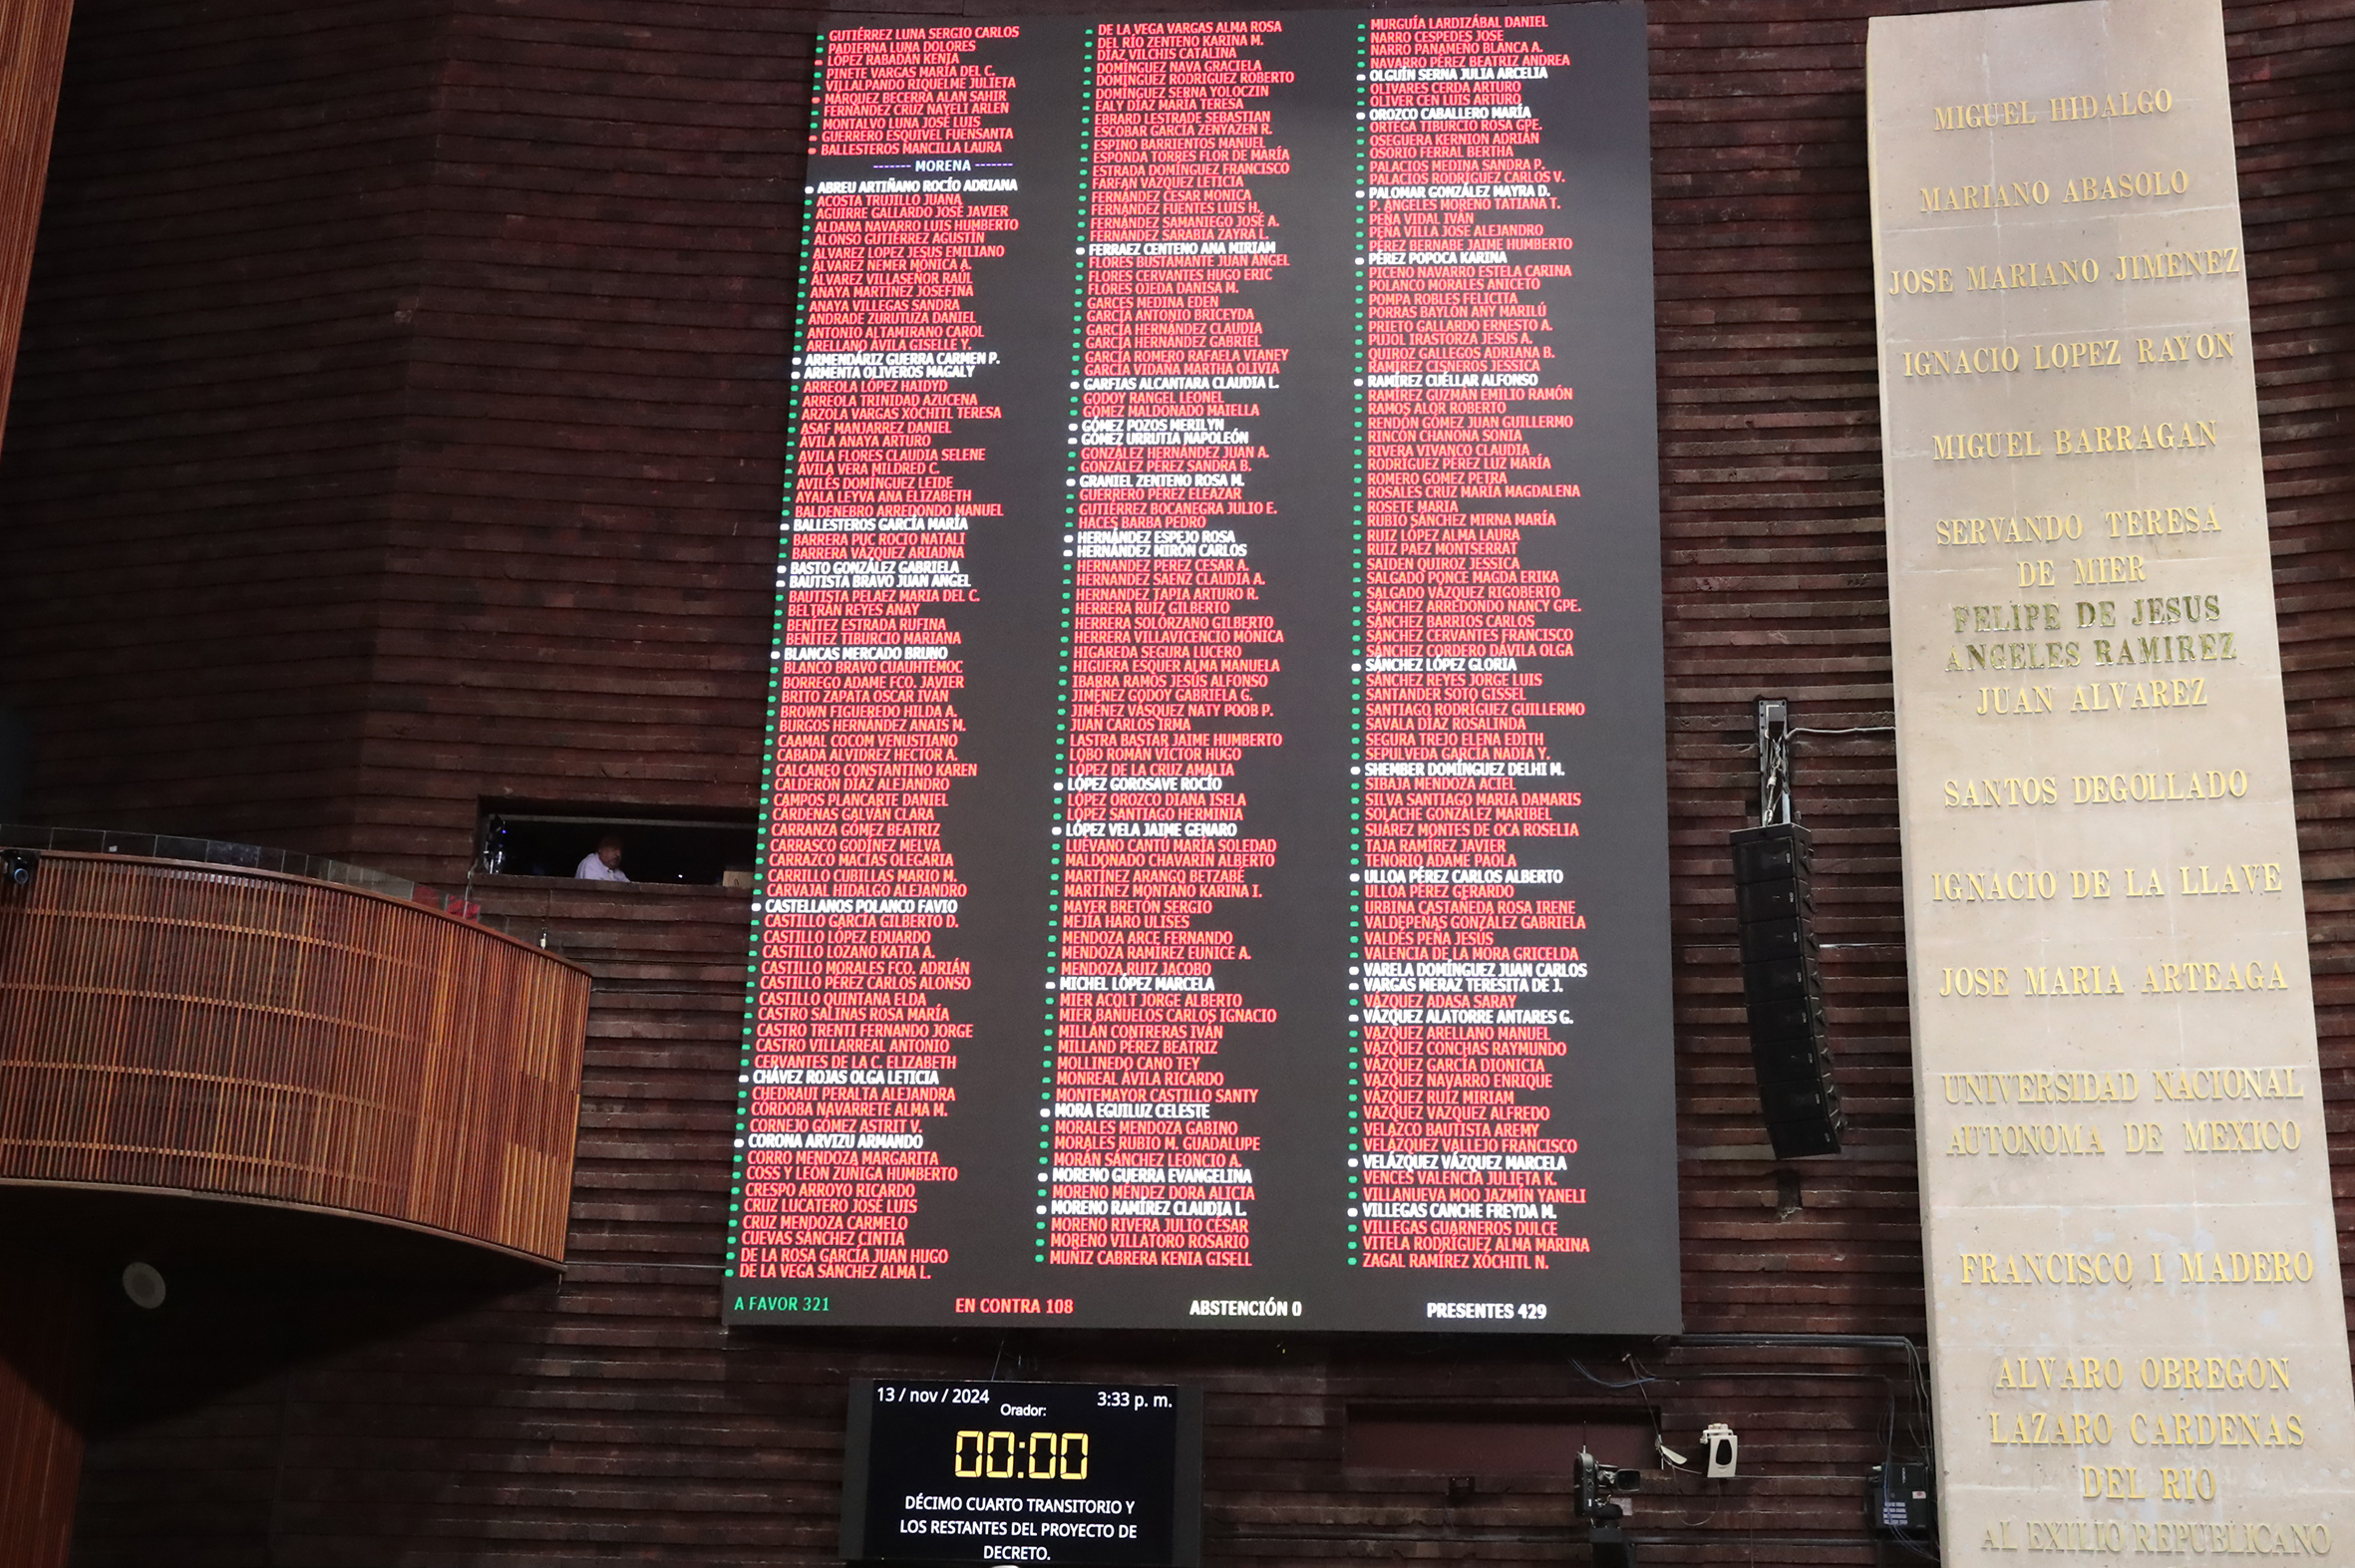 GUTIÉRREZ LUNA SERGIO CARLOS
PADIERNA LUNA DOLORES
LÓPEZ RABADÁN KENIA
PINETE VARGAS MARÍA DEL C.
VILLALPANDO RIQUELME JULIETA
MÁRQUEZ BECERRA ALAN SAHIR
FERNÁNDEZ CRUZ NAYELI ARLEN
MONTALVO LUNA JOSÉ LUIS
GUERRERO ESQUIVEL FUENSANTA
BALLESTEROS MANCILLA LAURA
------- MORENA -------
ABREU ARTIÑANO ROCÍO ADRIANA
ACOSTA TRUJILLO JUANA
AGUIRRE GALLARDO JOSÉ JAVIER
ALDANA NAVARRO LUIS HUMBERTO
ALONSO GUTIÉRREZ AGUSTÍN
ÁLVAREZ LÓPEZ JESÚS EMILIANO
ÁLVAREZ NEMER MÓNICA A.
ÁLVAREZ VILLASEÑOR RAÚL
ANAYA MARTÍNEZ JOSEFINA
ANAYA VILLEGAS SANDRA
ANDRADE ZURUTUZA DANIEL
ANTONIO ALTAMIRANO CAROL
ARELLANO ÁVILA GISELLE Y.
ARMENDÁRIZ GUERRA CARMEN P.
ARMENTA OLIVEROS MAGALY
ARREOLA LÓPEZ HAIDYD
ARREOLA TRINIDAD AZUCENA
ARZOLA VARGAS XÓCHITL TERESA
ASAF MANJARREZ DANIEL
ÁVILA ANAYA ARTURO
ÁVILA FLORES CLAUDIA SELENE
ÁVILA VERA MILDRED C.
AVILÉS DOMÍNGUEZ LEIDE
AYALA LEYVA ANA ELIZABETH
BALDENEBRO ARREDONDO MANUEL
BALLESTEROS GARCÍA MARÍA
BARRERA PUC ROCÍO NATALI
BARRERA VÁZQUEZ ARIADNA
BASTO GONZÁLEZ GABRIELA
BAUTISTA BRAVO JUAN ÁNGEL
BAUTISTA PELÁEZ MARÍA DEL C.
BELTRÁN REYES ANAY
BENÍTEZ ESTRADA RUFINA
BENÍTEZ TIBURCIO MARIANA
BLANCAS MERCADO BRUNO
BLANCO BRAVO CUAUHTÉMOC
BORREGO ADAME FCO. JAVIER
BRITO ZAPATA ÓSCAR IVÁN
BROWN FIGUEREDO HILDA A.
BURGOS HERNÁNDEZ ANAIS M.
CAAMAL COCOM VENUSTIANO
CABADA ALVÍDREZ HÉCTOR A.
CALCÁNEO CONSTANTINO KAREN
CALDERÓN DÍAZ ALEJANDRO
CAMPOS PLANCARTE DANIEL
CÁRDENAS GALVÁN CLARA
CARRANZA GÓMEZ BEATRIZ
CARRASCO GODÍNEZ MELVA
CARRAZCO MACÍAS OLEGARIA
CARRILLO CUBILLAS MARIO M.
CARVAJAL HIDALGO ALEJANDRO
CASTELLANOS POLANCO FAVIO
CASTILLO GARCÍA GILBERTO D.
CASTILLO LÓPEZ EDUARDO
CASTILLO LOZANO KATIA A.
CASTILLO MORALES FCO. ADRIÁN
CASTILLO PÉREZ CARLOS ALONSO
CASTILLO QUINTANA ELDA
CASTRO SALINAS ROSA MARÍA
CASTRO TRENTI FERNANDO JORGE
CASTRO VILLARREAL ANTONIO
CERVANTES DE LA C. ELIZABETH
CHÁVEZ ROJAS OLGA LETICIA
CHEDRAUI PERALTA ALEJANDRA
CÓRDOBA NAVARRETE ALMA M.
CORNEJO GÓMEZ ASTRIT V.
CORONA ARVIZU ARMANDO
CORRO MENDOZA MARGARITA
COSS Y LEÓN ZÚÑIGA HUMBERTO
CRESPO ARROYO RICARDO
CRUZ LUCATERO JOSÉ LUIS
CRUZ MENDOZA CARMELO
CUEVAS SÁNCHEZ CINTIA
DE LA ROSA GARCÍA JUAN HUGO
DE LA VEGA SÁNCHEZ ALMA L.
DE LA VEGA VARGAS ALMA ROSA
DEL RÍO ZENTENO KARINA M.
DÍAZ VILCHIS CATALINA
DOMÍNGUEZ NAVA GRACIELA
DOMÍNGUEZ RODRÍGUEZ ROBERTO
DOMÍNGUEZ SERNA YOLOCZIN
EALY DÍAZ MARÍA TERESA
EBRARD LESTRADE SEBASTIÁN
ESCOBAR GARCÍA ZENYAZEN R.
ESPINO BARRIENTOS MANUEL
ESPONDA TORRES FLOR DE MARÍA
ESTRADA DOMÍNGUEZ FRANCISCO
FARFÁN VÁZQUEZ LETICIA
FERNÁNDEZ CÉSAR MÓNICA
FERNÁNDEZ FUENTES LUIS H.
FERNÁNDEZ SAMANIEGO JOSÉ A.
FERNÁNDEZ SARABIA ZAYRA L.
FERRAEZ CENTENO ANA MIRIAM
FLORES BUSTAMANTE JUAN ÁNGEL
FLORES CERVANTES HUGO ERIC
FLORES OJEDA DANISA M.
GARCÉS MEDINA EDEN
GARCÍA ANTONIO BRICEYDA
GARCÍA HERNÁNDEZ CLAUDIA
GARCÍA HERNÁNDEZ GABRIEL
GARCÍA ROMERO RAFAELA VIANEY
GARCÍA VIDAÑA MARTHA OLIVIA
GARFIAS ALCÁNTARA CLAUDIA L.
GODOY RANGEL LEONEL
GÓMEZ MALDONADO MAIELLA
GÓMEZ POZOS MERILYN
GÓMEZ URRUTIA NAPOLEÓN
GONZÁLEZ HERNÁNDEZ JUAN A.
GONZÁLEZ PÉREZ SANDRA B.
GRANIEL ZENTENO ROSA M.
GUERRERO PÉREZ ELEAZAR
GUTIÉRREZ BOCANEGRA JULIO E.
HACES BARBA PEDRO
HERNÁNDEZ ESPEJO ROSA
HERNÁNDEZ MIRÓN CARLOS
HERNÁNDEZ PÉREZ CÉSAR A.
HERNÁNDEZ SÁENZ CLAUDIA A.
HERNÁNDEZ TAPIA ARTURO R.
HERRERA RUIZ GILBERTO
HERRERA SOLÓRZANO GILBERTO
HERRERA VILLAVICENCIO MÓNICA
HIGAREDA SEGURA LUCERO
HIGUERA ESQUER ALMA MANUELA
IBARRA RAMOS JESÚS ALFONSO
JIMÉNEZ GODOY GABRIELA G.
JIMÉNEZ VÁSQUEZ NATY POOB P.
JUAN CARLOS IRMA
LASTRA BASTAR JAIME HUMBERTO
LOBO ROMÁN VÍCTOR HUGO
LÓPEZ DE LA CRUZ AMALIA
LÓPEZ GOROSAVE ROCÍO
LÓPEZ OROZCO DIANA ISELA
LÓPEZ SANTIAGO HERMINIA
LÓPEZ VELA JAIME GENARO
LUÉVANO CANTÚ MARÍA SOLEDAD
MALDONADO CHAVARÍN ALBERTO
MARTÍNEZ ARANGO BETZABÉ
MARTÍNEZ MONTAÑO KARINA I.
MAYER BRETÓN SERGIO
MEJÍA HARO ULISES
MENDOZA ARCE FERNANDO
MENDOZA RAMÍREZ EUNICE A.
MENDOZA RUIZ JACOBO
MICHEL LÓPEZ MARCELA
MIER ACOLT JORGE ALBERTO
MIER BAÑUELOS CARLOS IGNACIO
MILLÁN CONTRERAS IVÁN
MILLAND PÉREZ BEATRIZ
MOLLINEDO CANO TEY
MONREAL ÁVILA RICARDO
MONTEMAYOR CASTILLO SANTY
MORA EGUILUZ CELESTE
MORALES MENDOZA GABINO
MORALES RUBIO M. GUADALUPE
MORÁN SÁNCHEZ LEONCIO A.
MORENO GUERRA EVANGELINA
MORENO MÉNDEZ DORA ALICIA
MORENO RAMÍREZ CLAUDIA L.
MORENO RIVERA JULIO CÉSAR
MORENO VILLATORO ROSARIO
MUÑIZ CABRERA KENIA GISELL
MURGUÍA LARDIZÁBAL DANIEL
NARRO CÉSPEDES JOSÉ
NARRO PANAMEÑO BLANCA A.
NAVARRO PÉREZ BEATRIZ ANDREA
OLGUÍN SERNA JULIA ARCELIA
OLIVARES CERDA ARTURO
OLIVER CEN LUIS ARTURO
OROZCO CABALLERO MARÍA
ORTEGA TIBURCIO ROSA GPE.
OSEGUERA KERNION ADRIÁN
OSORIO FERRAL BERTHA
PALACIOS MEDINA SANDRA P.
PALACIOS RODRÍGUEZ CARLOS V.
PALOMAR GONZÁLEZ MAYRA D.
P. ÁNGELES MORENO TATIANA T.
PEÑA VIDAL IVÁN
PEÑA VILLA JOSÉ ALEJANDRO
PÉREZ BERNABE JAIME HUMBERTO
PÉREZ POPOCA KARINA
PICENO NAVARRO ESTELA CARINA
POLANCO MORALES ANICETO
POMPA ROBLES FELICITA
PORRAS BAYLÓN ANY MARILÚ
PRIETO GALLARDO ERNESTO A.
PUJOL IRASTORZA JESÚS A.
QUIROZ GALLEGOS ADRIANA B.
RAMÍREZ CISNEROS JESSICA
RAMÍREZ CUÉLLAR ALFONSO
RAMÍREZ GUZMÁN EMILIO RAMÓN
RAMOS ALOR ROBERTO
RENDÓN GÓMEZ JUAN GUILLERMO
RINCÓN CHANONA SONIA
RIVERA VIVANCO CLAUDIA
RODRÍGUEZ PÉREZ LUZ MARÍA
ROMERO GÓMEZ PETRA
ROSALES CRUZ MARÍA MAGDALENA
ROSETE MARÍA
RUBIO SÁNCHEZ MIRNA MARÍA
RUIZ LÓPEZ ALMA LAURA
RUIZ PÁEZ MONTSERRAT
SAIDEN QUIROZ JESSICA
SALGADO PONCE MAGDA ERIKA
SALGADO VÁZQUEZ RIGOBERTO
SÁNCHEZ ARREDONDO NANCY GPE.
SÁNCHEZ BARRIOS CARLOS
SÁNCHEZ CERVANTES FRANCISCO
SÁNCHEZ CORDERO DÁVILA OLGA
SÁNCHEZ LÓPEZ GLORIA
SÁNCHEZ REYES JORGE LUIS
SANTANDER SOTO GISSEL
SANTIAGO RODRÍGUEZ GUILLERMO
SAVALA DÍAZ ROSALINDA
SEGURA TREJO ELENA EDITH
SEPÚLVEDA GARCÍA NADIA Y.
SHEMBER DOMÍNGUEZ DELHI M.
SIBAJA MENDOZA ACIEL
SILVA SANTIAGO MARÍA DAMARIS
SOLACHE GONZÁLEZ MARIBEL
SUÁREZ MONTES DE OCA ROSELIA
TAJA RAMÍREZ JAVIER
TENORIO ADAME PAOLA
ULLOA PÉREZ CARLOS ALBERTO
ULLOA PÉREZ GERARDO
URBINA CASTAÑEDA ROSA IRENE
VALDEPEÑAS GONZÁLEZ GABRIELA
VALDÉS PEÑA JESÚS
VALENCIA DE LA MORA GRICELDA
VARELA DOMÍNGUEZ JUAN CARLOS
VARGAS MERAZ TERESITA DE J.
VÁZQUEZ ADASA SARAY
VÁZQUEZ ALATORRE ANTARES G.
VÁZQUEZ ARELLANO MANUEL
VÁZQUEZ CONCHAS RAYMUNDO
VÁZQUEZ GARCÍA DIONICIA
VÁZQUEZ NAVARRO ENRIQUE
VÁZQUEZ RUÍZ MIRIAM
VÁZQUEZ VÁZQUEZ ALFREDO
VELAZCO BAUTISTA AREMY
VELÁZQUEZ VALLEJO FRANCISCO
VELÁZQUEZ VÁZQUEZ MARCELA
VENCES VALENCIA JULIETA K.
VILLANUEVA MOO JAZMÍN YANELI
VILLEGAS CANCHE FREYDA M.
VILLEGAS GUARNEROS DULCE
VITELA RODRÍGUEZ ALMA MARINA
ZAGAL RAMÍREZ XÓCHITL N.
A FAVOR 321
EN CONTRA 108
ABSTENCIÓN 0
PRESENTES 429
13 / nov / 2024
3:33 p. m.
Orador:
00:00
DÉCIMO CUARTO TRANSITORIO Y
LOS RESTANTES DEL PROYECTO DE
DECRETO.
MIGUEL HIDALGO
MARIANO ABASOLO
JOSE MARIANO JIMENEZ
IGNACIO LOPEZ RAYON
MIGUEL BARRAGAN
SERVANDO TERESA
DE MIER
FELIPE DE JESUS
ANGELES RAMIREZ
JUAN ALVAREZ
SANTOS DEGOLLADO
IGNACIO DE LA LLAVE
JOSE MARIA ARTEAGA
UNIVERSIDAD NACIONAL
AUTONOMA DE MEXICO
FRANCISCO I MADERO
ALVARO OBREGON
LAZARO CARDENAS
DEL RIO
AL EXILIO REPUBLICANO